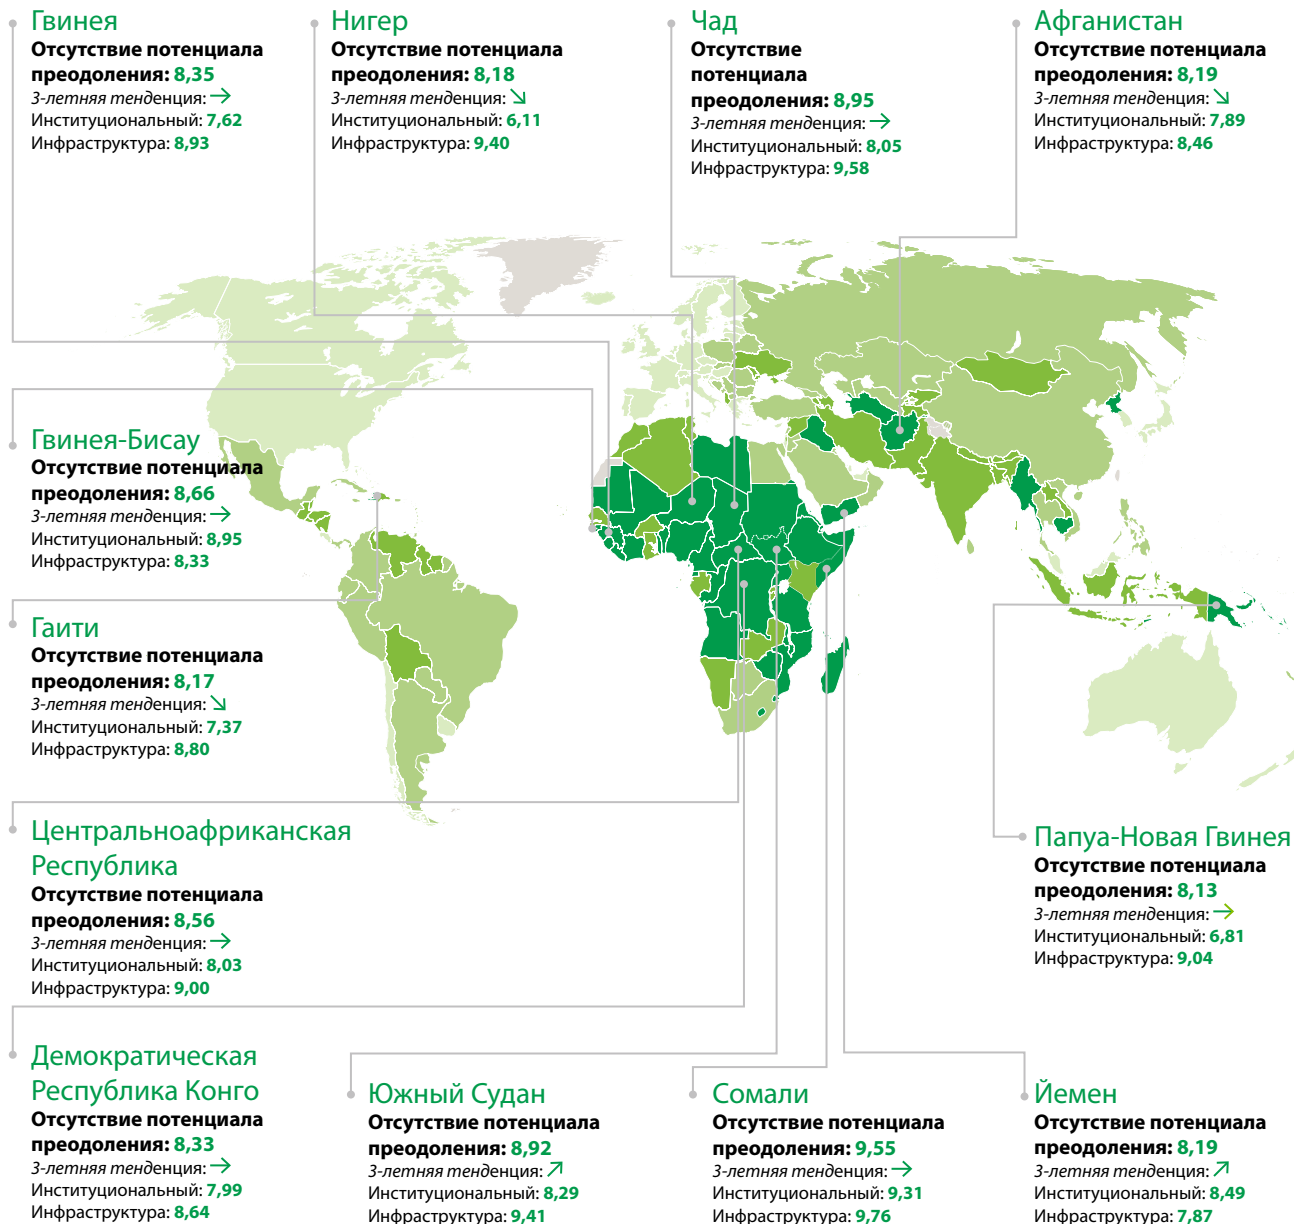 Гвинея
Отсутствие потенциала
преодоления: 8,35
3-летняя тенденция: →
Институциональный: 7,62
Инфраструктура: 8,93
Нигер
Отсутствие потенциала
преодоления: 8,18
3-летняя тенденция: ↘
Институциональный: 6,11
Инфраструктура: 9,40
Чад
Отсутствие
потенциала
преодоления: 8,95
3-летняя тенденция: →
Институциональный: 8,05
Инфраструктура: 9,58
Афганистан
Отсутствие потенциала
преодоления: 8,19
3-летняя тенденция: ↘
Институциональный: 7,89
Инфраструктура: 8,46
Гвинея-Бисау
Отсутствие потенциала
преодоления: 8,66
3-летняя тенденция: →
Институциональный: 8,95
Инфраструктура: 8,33
Гаити
Отсутствие потенциала
преодоления: 8,17
3-летняя тенденция: ↘
Институциональный: 7,37
Инфраструктура: 8,80
Центральноафриканская
Республика
Отсутствие потенциала
преодоления: 8,56
3-летняя тенденция: →
Институциональный: 8,03
Инфраструктура: 9,00
Папуа-Новая Гвинея
Отсутствие потенциала
преодоления: 8,13
3-летняя тенденция: →
Институциональный: 6,81
Инфраструктура: 9,04
Демократическая
Республика Конго
Отсутствие потенциала
преодоления: 8,33
3-летняя тенденция: →
Институциональный: 7,99
Инфраструктура: 8,64
Южный Судан
Отсутствие потенциала
преодоления: 8,92
3-летняя тенденция: ↗
Институциональный: 8,29
Инфраструктура: 9,41
Сомали
Отсутствие потенциала
преодоления: 9,55
3-летняя тенденция: →
Институциональный: 9,31
Инфраструктура: 9,76
Йемен
Отсутствие потенциала
преодоления: 8,19
3-летняя тенденция: ↗
Институциональный: 8,49
Инфраструктура: 7,87